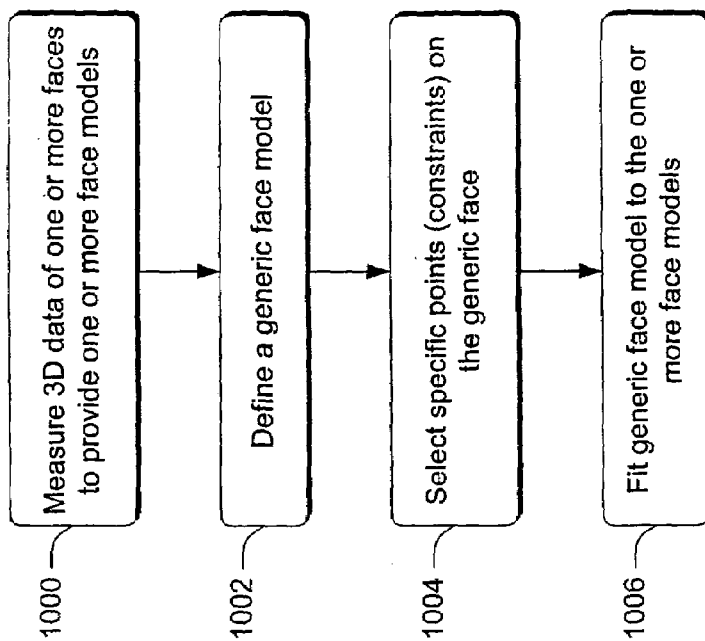 1000
Measure 3D data of one or more faces
to provide one or more face models
1002
Define a generic face model
1004
Select specific points (constraints) on
the generic face
1006
Fit generic face model to the one or
more face models